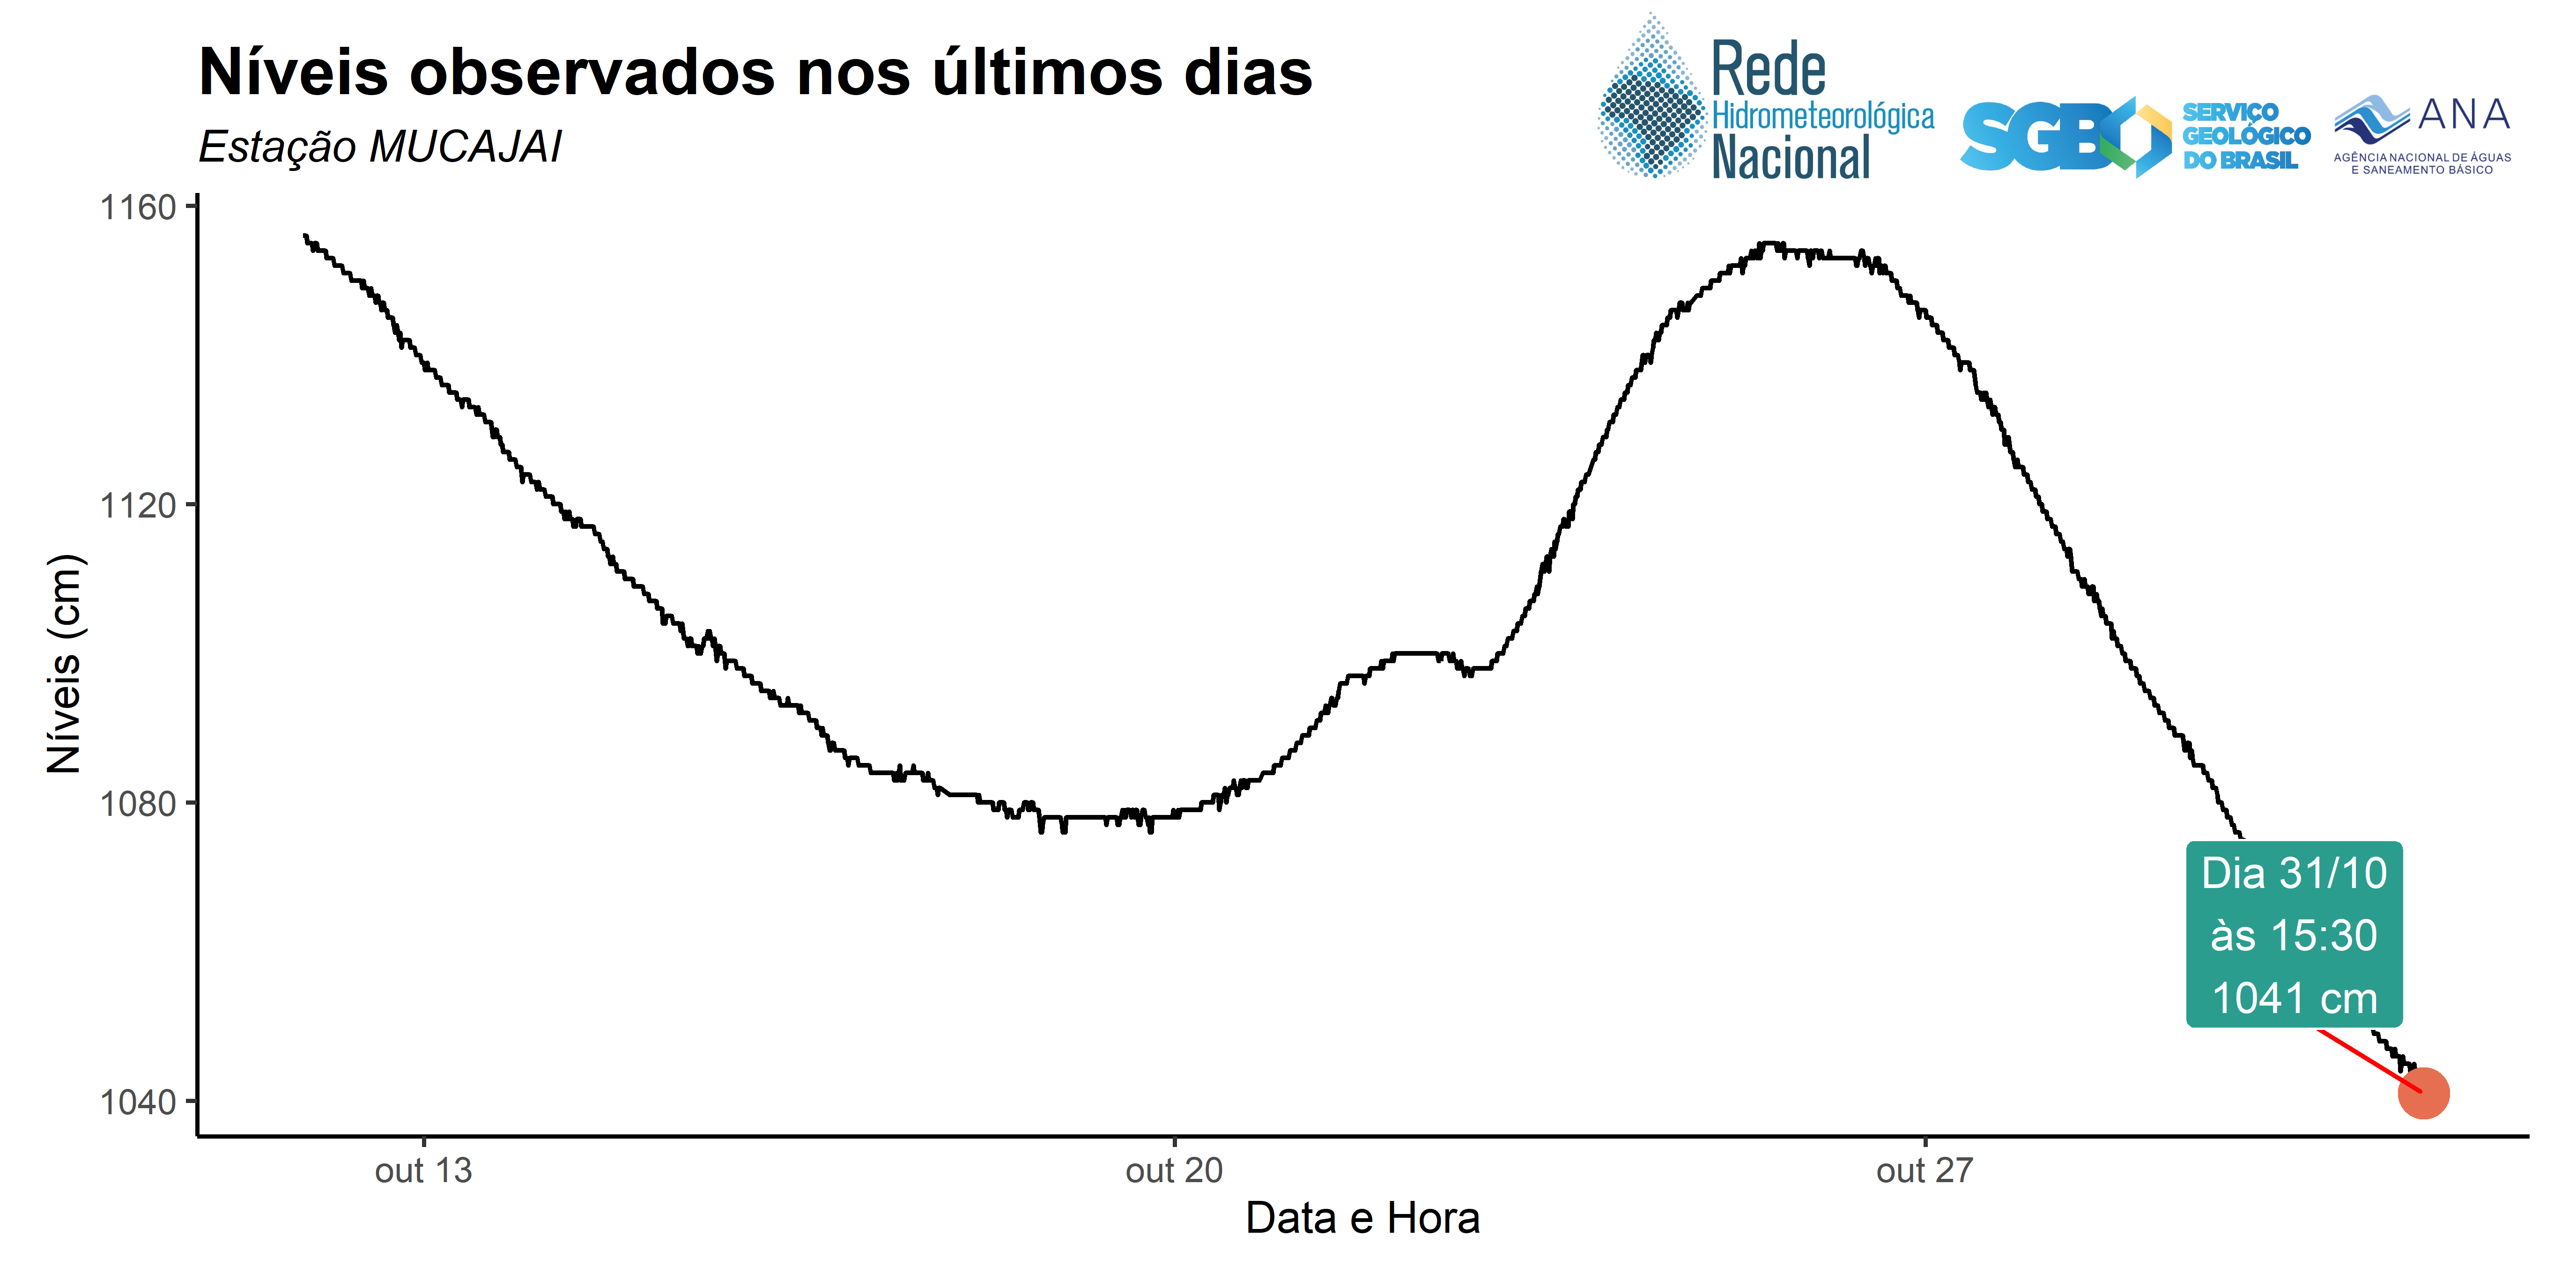 Níveis observados nos últimos dias
Estação MUCAJAI
Rede
Hidrometeorológica
Nacional
SGB
SERVIÇO
GEOLÓGICO
DO BRASIL
ANA
AGÊNCIA NACIONAL DE ÁGUAS
E SANEAMENTO BÁSICO
Níveis (cm)
1160
1120
1080
1040
Dia 31/10
às 15:30
1041 cm
out 13
out 20
out 27
Data e Hora